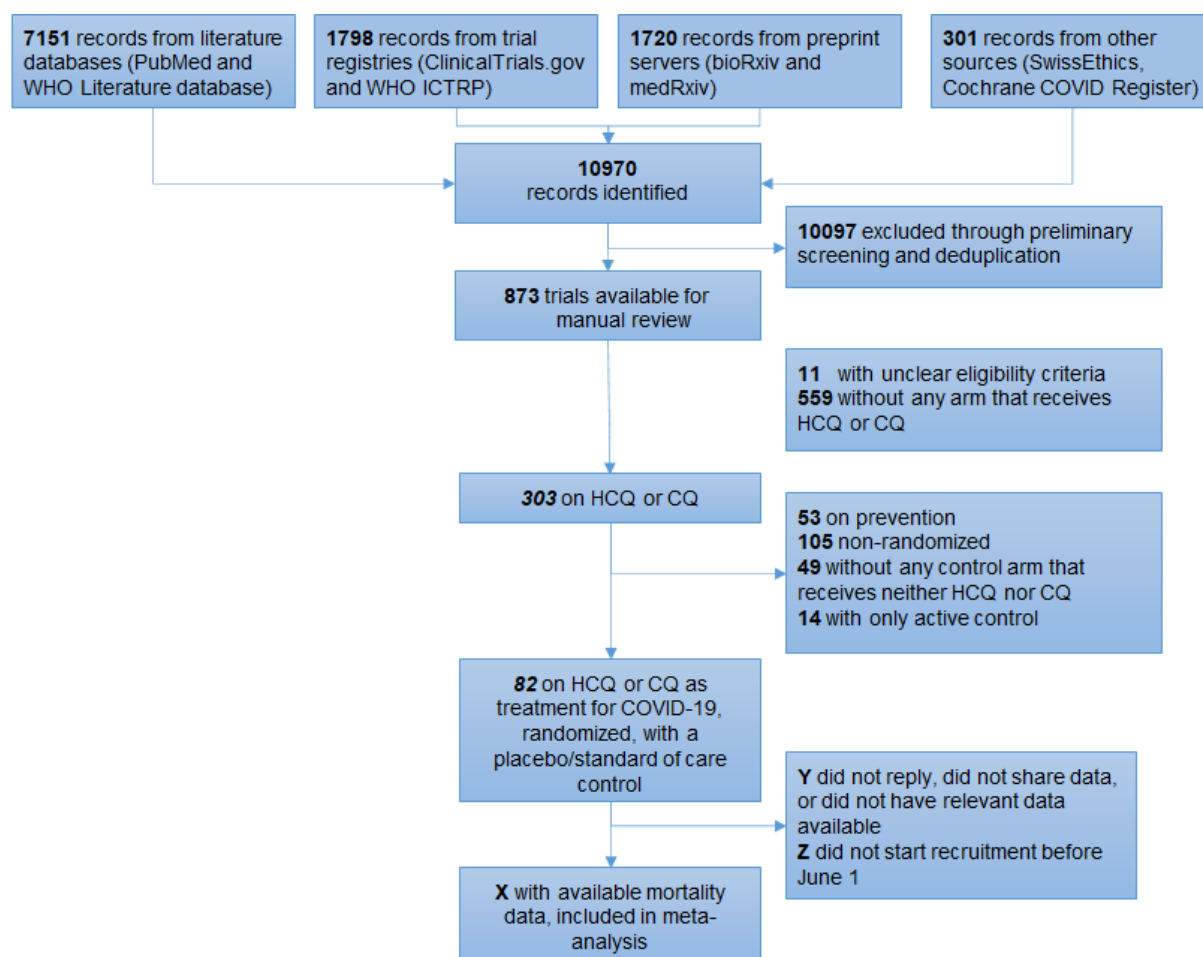 7151 records from literature
databases (PubMed and
WHO Literature database)
1798 records from trial
registries (ClinicalTrials.gov
and WHO ICTRP)
1720 records from preprint
servers (bioRxiv and
medRxiv)
301 records from other
sources (SwissEthics,
Cochrane COVID Register)
10970
records identified
10097 excluded through preliminary
screening and deduplication
873 trials available for
manual review
11 with unclear eligibility criteria
559 without any arm that receives
HCQ or CQ
303 on HCQ or CQ
53 on prevention
105 non-randomized
49 without any control arm that
receives neither HCQ nor CQ
14 with only active control
82 on HCQ or CQ as
treatment for COVID-19,
randomized, with a
placebo/standard of care
control
Y did not reply, did not share data,
or did not have relevant data
available
Z did not start recruitment before
June 1
X with available mortality
data, included in meta-
analysis